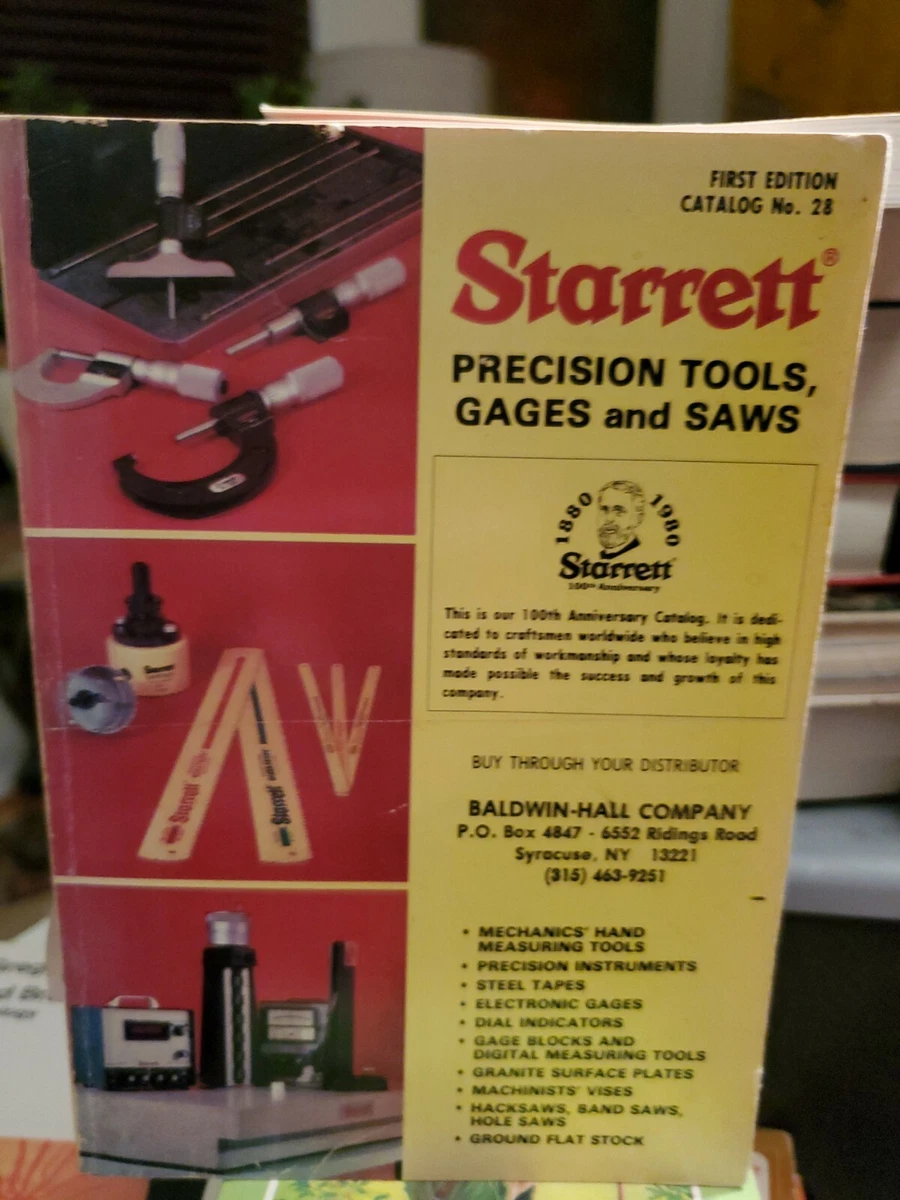 FIRST EDITION
CATALOG No. 28
Starrett®
PRECISION TOOLS,
GAGES and SAWS
1880 1980
Starrett
100th Anniversary
This is our 100th Anniversary Catalog. It is dedi-
cated to craftsmen worldwide who believe in high
standards of workmanship and whose loyalty has
made possible the success and growth of this
company.
BUY THROUGH YOUR DISTRIBUTOR
BALDWIN-HALL COMPANY
P.O. Box 4847 - 6552 Ridings Road
Syracuse, NY 13221
(315) 463-9251
• MECHANICS' HAND
MEASURING TOOLS
• PRECISION INSTRUMENTS
• STEEL TAPES
• ELECTRONIC GAGES
• DIAL INDICATORS
• GAGE BLOCKS AND
DIGITAL MEASURING TOOLS
• GRANITE SURFACE PLATES
• MACHINISTS' VISES
• HACKSAWS, BAND SAWS,
HOLE SAWS
• GROUND FLAT STOCK
Starrett
Starrett
Starrett